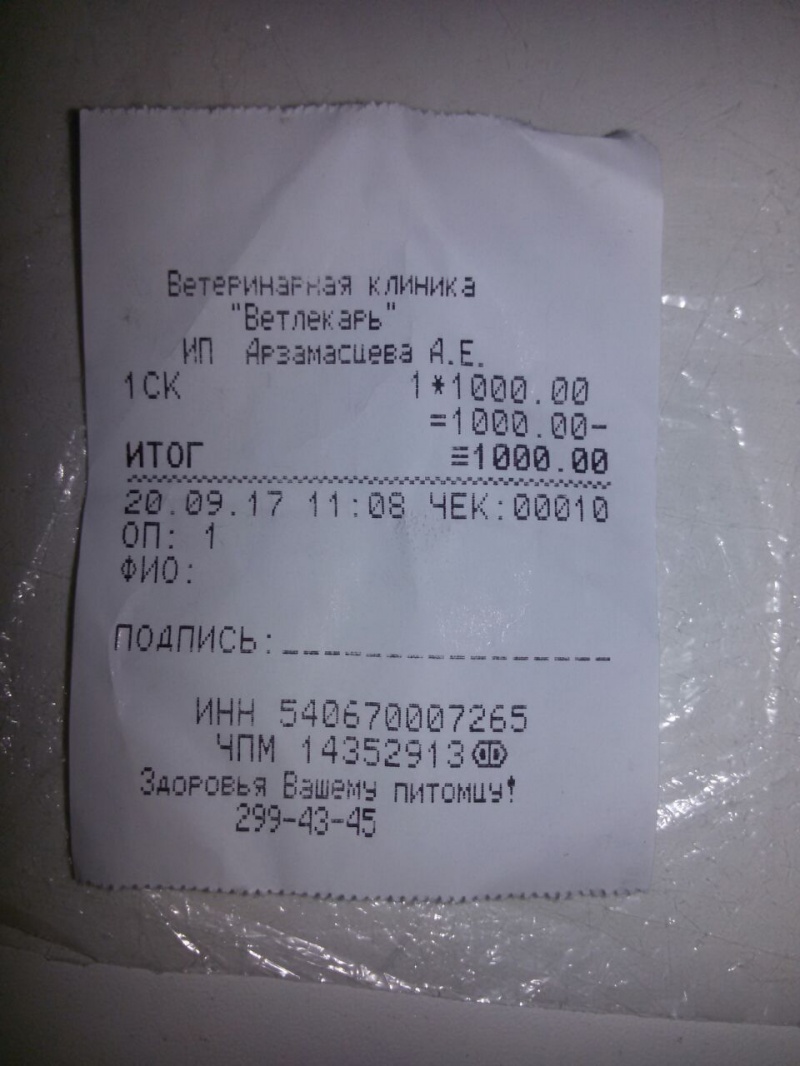 Ветеринарная клиника
"Ветлекарь"
ИП Арзамасцева А.Е.
1СК 1*1000.00
=1000.00-
ИТОГ ≡1000.00
20.09.17 11:08 ЧЕК:00010
ОП: 1
ФИО:
ПОДПИСЬ:_ _ _ _ _ _ _ _ _ _ _ _ _ _ _ _
ИНН 540670007265
ЧПМ 14352913
Здоровья Вашему питомцу!
299-43-45